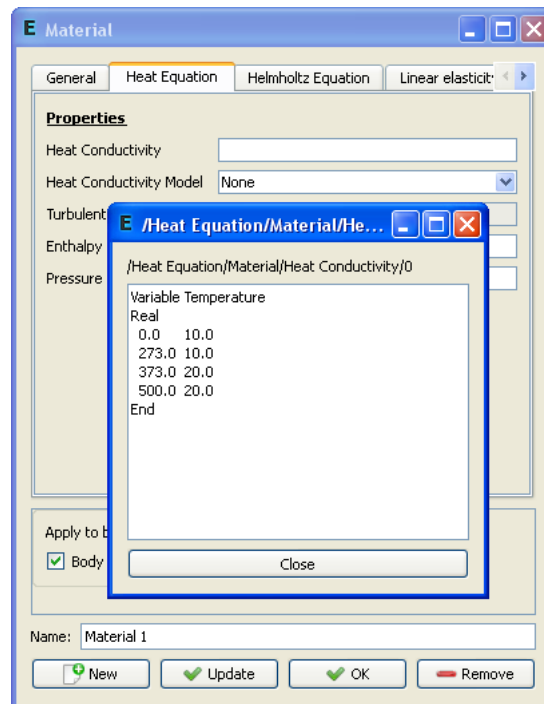 E Material
General Heat Equation Helmholtz Equation Linear elasticit
Properties
Heat Conductivity
Heat Conductivity Model None
Turbulent
Enthalpy
Pressure
E /Heat Equation/Material/He...
/Heat Equation/Material/Heat Conductivity/0
Variable Temperature
Real
0.0 10.0
273.0 10.0
373.0 20.0
500.0 20.0
End
Close
Apply to b
Body
Name: Material 1
New Update OK Remove